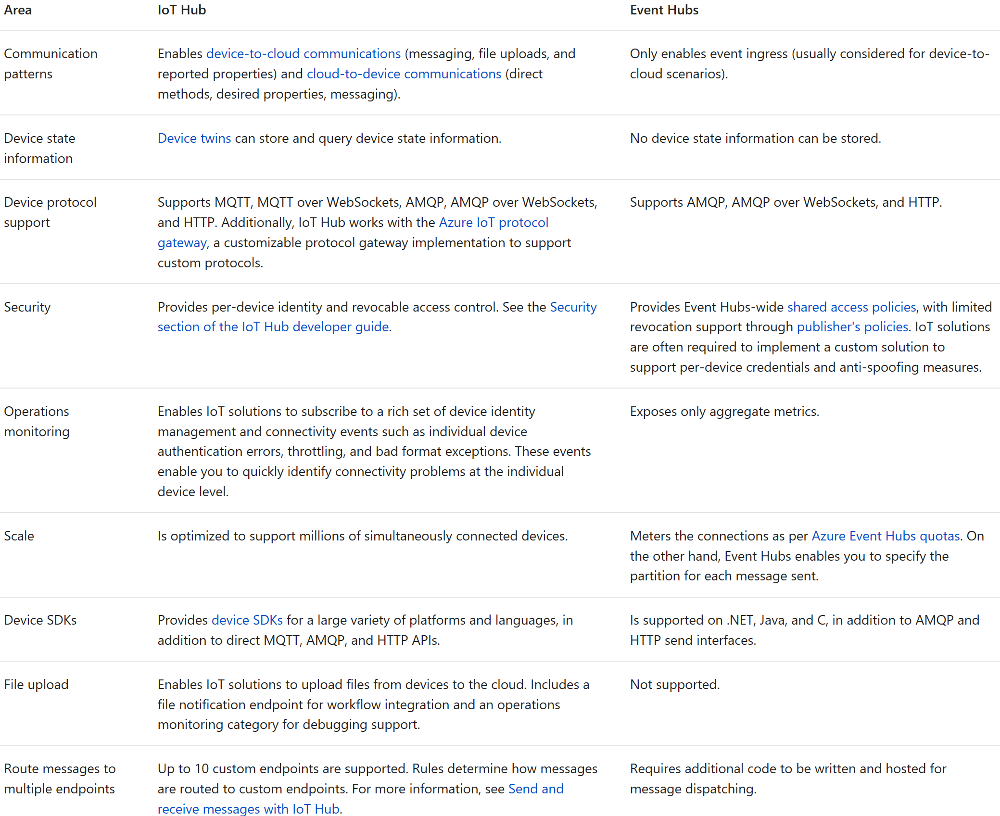 Area
IoT Hub
Event Hubs
Communication
patterns
Enables device-to-cloud communications (messaging, file uploads, and
reported properties) and cloud-to-device communications (direct
methods, desired properties, messaging).
Only enables event ingress (usually considered for device-to-
cloud scenarios).
Device state
information
Device twins can store and query device state information.
No device state information can be stored.
Device protocol
support
Supports MQTT, MQTT over WebSockets, AMQP, AMQP over WebSockets,
and HTTP. Additionally, IoT Hub works with the Azure IoT protocol
gateway, a customizable protocol gateway implementation to support
custom protocols.
Supports AMQP, AMQP over WebSockets, and HTTP.
Security
Provides per-device identity and revocable access control. See the Security
section of the IoT Hub developer guide.
Provides Event Hubs-wide shared access policies, with limited
revocation support through publisher's policies. IoT solutions
are often required to implement a custom solution to
support per-device credentials and anti-spoofing measures.
Operations
monitoring
Enables IoT solutions to subscribe to a rich set of device identity
management and connectivity events such as individual device
authentication errors, throttling, and bad format exceptions. These events
enable you to quickly identify connectivity problems at the individual
device level.
Exposes only aggregate metrics.
Scale
Is optimized to support millions of simultaneously connected devices.
Meters the connections as per Azure Event Hubs quotas. On
the other hand, Event Hubs enables you to specify the
partition for each message sent.
Device SDKs
Provides device SDKs for a large variety of platforms and languages, in
addition to direct MQTT, AMQP, and HTTP APIs.
Is supported on .NET, Java, and C, in addition to AMQP and
HTTP send interfaces.
File upload
Enables IoT solutions to upload files from devices to the cloud. Includes a
file notification endpoint for workflow integration and an operations
monitoring category for debugging support.
Not supported.
Route messages to
multiple endpoints
Up to 10 custom endpoints are supported. Rules determine how messages
are routed to custom endpoints. For more information, see Send and
receive messages with IoT Hub.
Requires additional code to be written and hosted for
message dispatching.